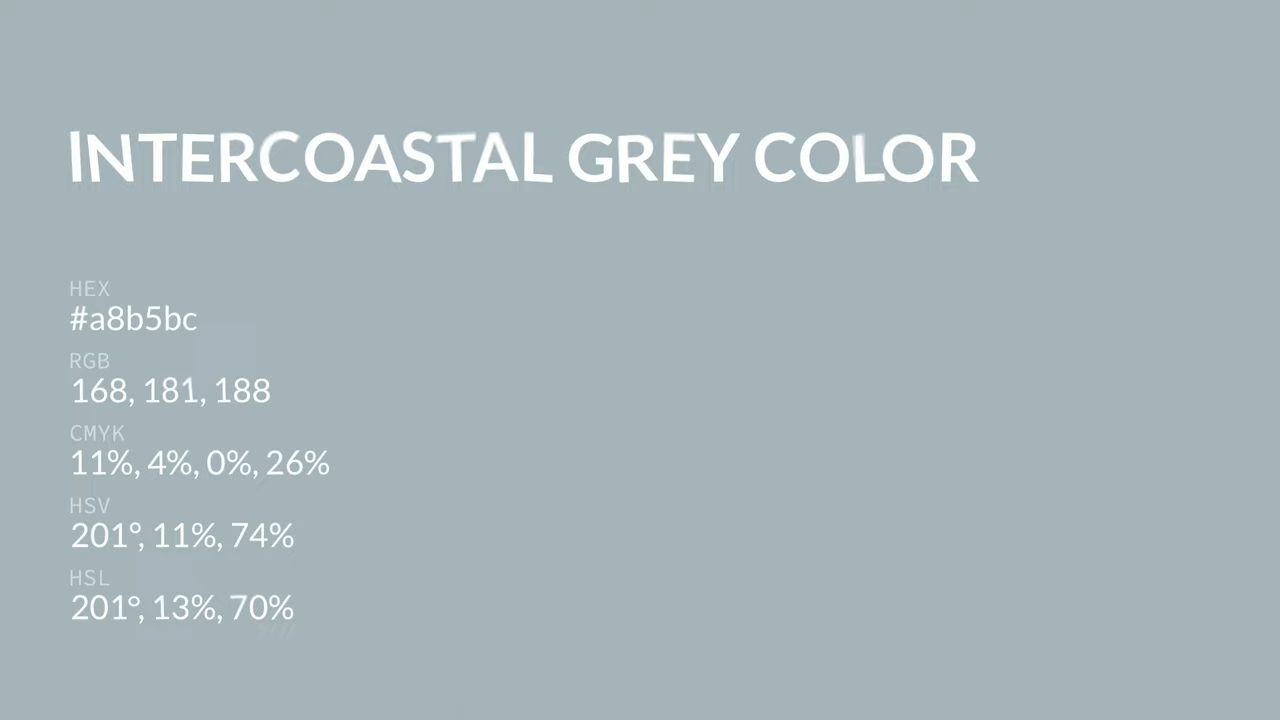 INTERCOASTAL GREY COLOR
HEX
#a8b5bc
RGB
168, 181, 188
CMYK
11%, 4%, 0%, 26%
HSV
201°, 11%, 74%
HSL
201°, 13%, 70%